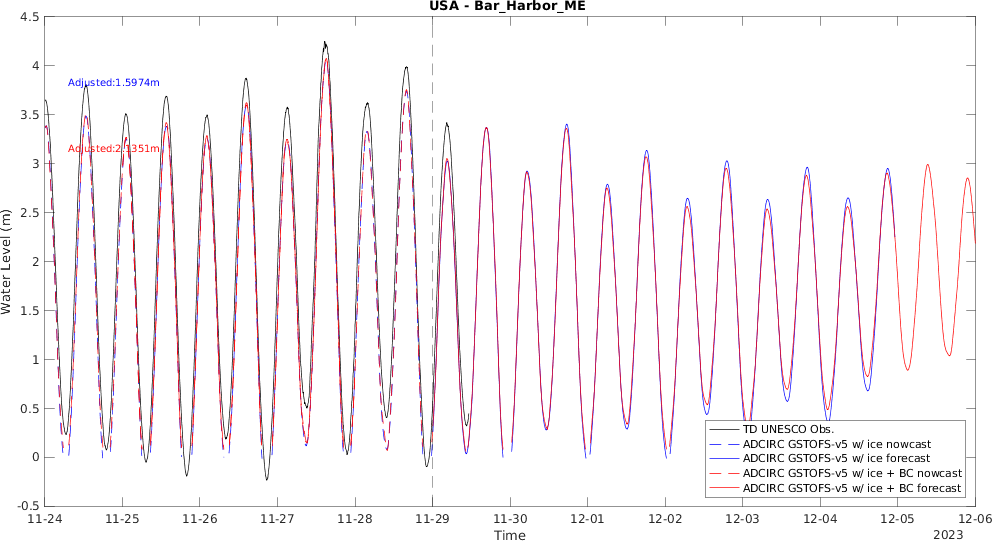 USA - Bar_Harbor_ME
4.5
4
3.5
3
2.5
2
1.5
1
0.5
0
-0.5
Water Level (m)
Adjusted:1.5974m
Adjusted:2.1351m
TD UNESCO Obs.
ADCIRC GSTOFS-v5 w/ ice nowcast
ADCIRC GSTOFS-v5 w/ ice forecast
ADCIRC GSTOFS-v5 w/ ice + BC nowcast
ADCIRC GSTOFS-v5 w/ ice + BC forecast
11-24 11-25 11-26 11-27 11-28 11-29 11-30 12-01 12-02 12-03 12-04 12-05 12-06
Time
2023